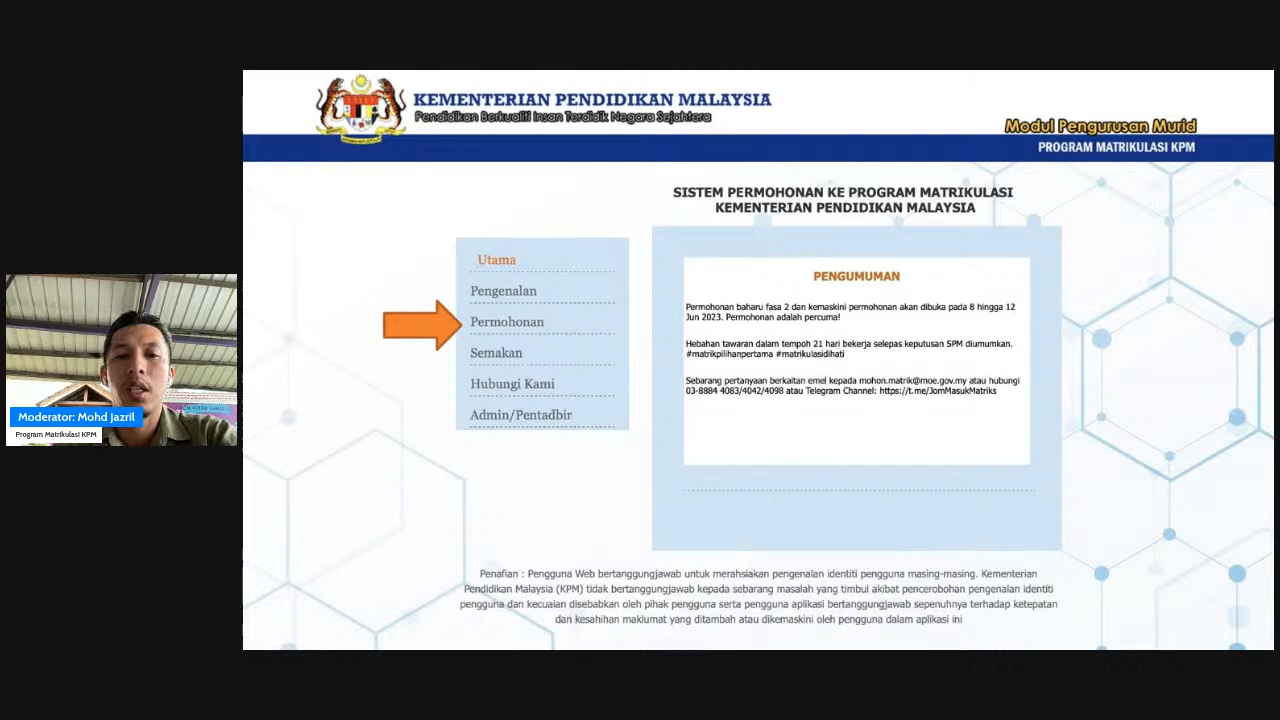 KEMENTERIAN PENDIDIKAN MALAYSIA
Pendidikan Berkualiti Insan Terdidik Negara Sejahtera
Modul Pengurusan Murid
PROGRAM MATRIKULASI KPM
SISTEM PERMOHONAN KE PROGRAM MATRIKULASI
KEMENTERIAN PENDIDIKAN MALAYSIA
Utama
Pengenalan
Permohonan
Semakan
Hubungi Kami
Admin/Pentadbir
PENGUMUMAN
Permohonan baharu fasa 2 dan kemaskini permohonan akan dibuka pada 8 hingga 12
Jun 2023. Permohonan adalah percuma!
Hebahan tawaran dalam tempoh 21 hari bekerja selepas keputusan SPM diumumkan.
#matrikpilihanpertama #matrikulasidihati
Sebarang pertanyaan berkaitan emel kepada mohon.matrik@moe.gov.my atau hubungi
03-8884 4083/4042/4098 atau Telegram Channel: https://t.me/JomMasukMatriks
Moderator: Mohd Jazril
Program Matrikulasi KPM
Penafian : Pengguna Web bertanggungjawab untuk merahsiakan pengenalan identiti pengguna masing-masing. Kementerian
Pendidikan Malaysia (KPM) tidak bertanggungjawab kepada sebarang masalah yang timbul akibat pencerobohan pengenalan identiti
pengguna dan kecuaian disebabkan oleh pihak pengguna serta pengguna aplikasi bertanggungjawab sepenuhnya terhadap ketepatan
dan kesahihan maklumat yang ditambah atau dikemaskini oleh pengguna dalam aplikasi ini